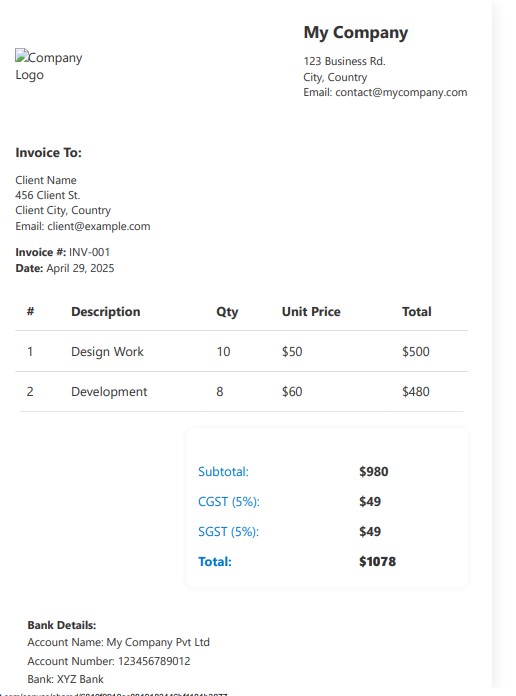 My Company
Company
Logo
123 Business Rd.
City, Country
Email: contact@mycompany.com
Invoice To:
Client Name
456 Client St.
Client City, Country
Email: client@example.com
Invoice #: INV-001
Date: April 29, 2025
# Description Qty Unit Price Total
1 Design Work 10 $50 $500
2 Development 8 $60 $480
Subtotal: $980
CGST (5%): $49
SGST (5%): $49
Total: $1078
Bank Details:
Account Name: My Company Pvt Ltd
Account Number: 123456789012
Bank: XYZ Bank